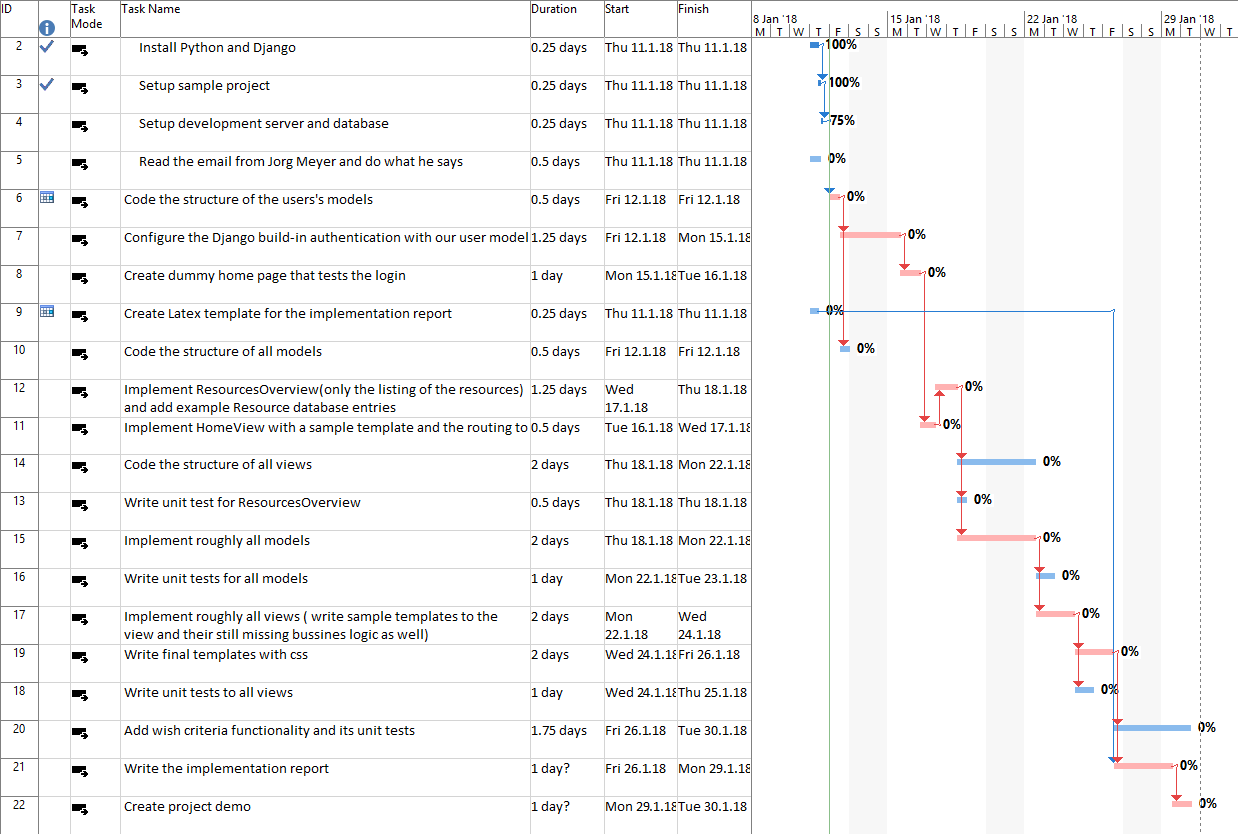 ID Task Mode Task Name Duration Start Finish 8 Jan '18 15 Jan '18 22 Jan '18 29 Jan '18
M T W T F S S M T W T F S S M T W T F S S M T W T
2 Install Python and Django 0.25 days Thu 11.1.18 Thu 11.1.18 100%
3 Setup sample project 0.25 days Thu 11.1.18 Thu 11.1.18 100%
4 Setup development server and database 0.25 days Thu 11.1.18 Thu 11.1.18 75%
5 Read the email from Jorg Meyer and do what he says 0.5 days Thu 11.1.18 Thu 11.1.18 0%
6 Code the structure of the users's models 0.5 days Fri 12.1.18 Fri 12.1.18 0%
7 Configure the Django build-in authentication with our user model 1.25 days Fri 12.1.18 Mon 15.1.18 0%
8 Create dummy home page that tests the login 1 day Mon 15.1.18 Tue 16.1.18 0%
9 Create Latex template for the implementation report 0.25 days Thu 11.1.18 Thu 11.1.18 0%
10 Code the structure of all models 0.5 days Fri 12.1.18 Fri 12.1.18 0%
12 Implement ResourcesOverview(only the listing of the resources) 1.25 days Wed Thu 18.1.18 0%
and add example Resource database entries 17.1.18
11 Implement HomeView with a sample template and the routing to 0.5 days Tue 16.1.18 Wed 17.1.18 0%
14 Code the structure of all views 2 days Thu 18.1.18 Mon 22.1.18 0%
13 Write unit test for ResourcesOverview 0.5 days Thu 18.1.18 Thu 18.1.18 0%
15 Implement roughly all models 2 days Thu 18.1.18 Mon 22.1.18 0%
16 Write unit tests for all models 1 day Mon 22.1.18 Tue 23.1.18 0%
17 Implement roughly all views ( write sample templates to the 2 days Mon Wed 0%
view and their still missing bussines logic as well) 22.1.18 24.1.18
19 Write final templates with css 2 days Wed 24.1.18 Fri 26.1.18 0%
18 Write unit tests to all views 1 day Wed 24.1.18 Thu 25.1.18 0%
20 Add wish criteria functionality and its unit tests 1.75 days Fri 26.1.18 Tue 30.1.18 0%
21 Write the implementation report 1 day? Fri 26.1.18 Mon 29.1.18 0%
22 Create project demo 1 day? Mon 29.1.18 Tue 30.1.18 0%